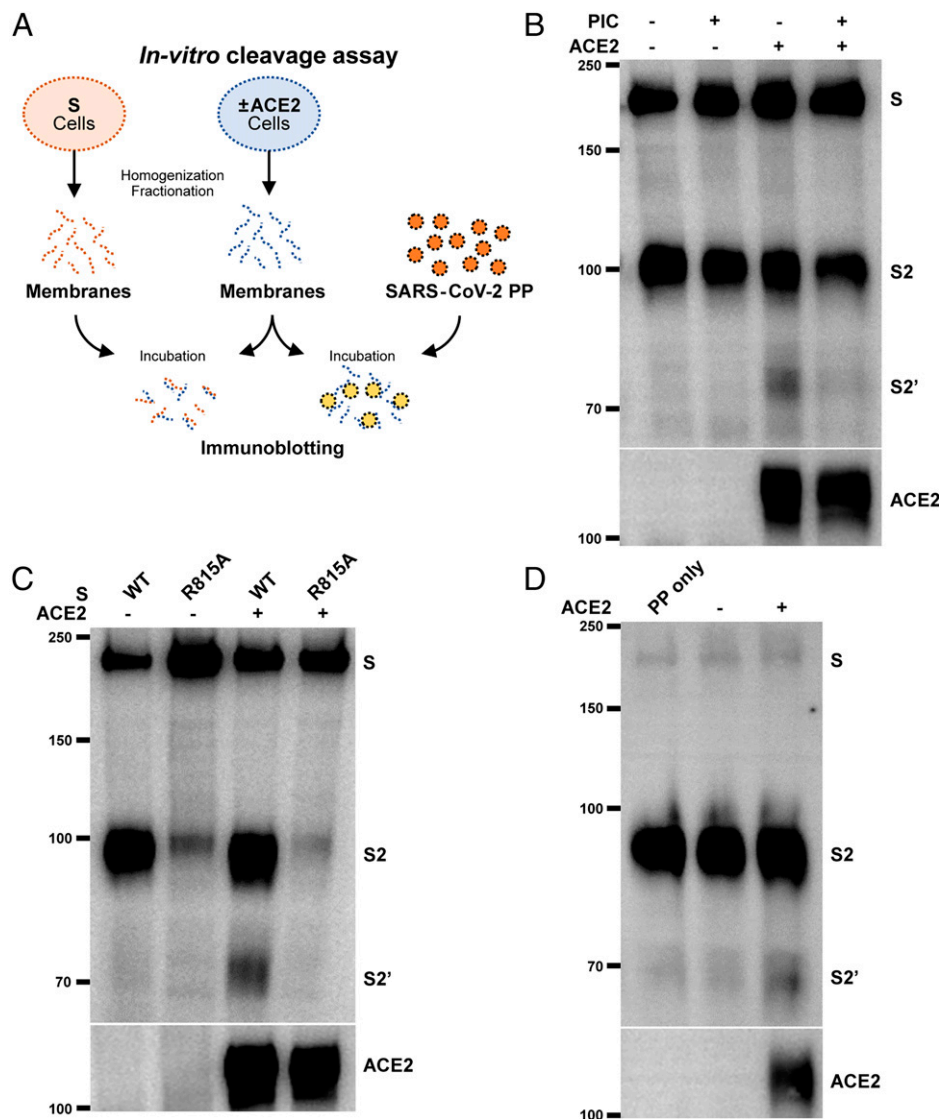 A
In-vitro cleavage assay
S
Cells
±ACE2
Cells
Homogenization
Fractionation
Membranes
Membranes
SARS-CoV-2 PP
Incubation
Incubation
Immunoblotting
B
PIC - + - +
ACE2 - - + +
250
S
150
100
S2
S2'
70
ACE2
100
C
S WT R815A WT R815A
ACE2 - - + +
250
S
150
100
S2
S2'
70
ACE2
100
D
ACE2 PP only - +
250
S
150
100
S2
70
S2'
ACE2
100